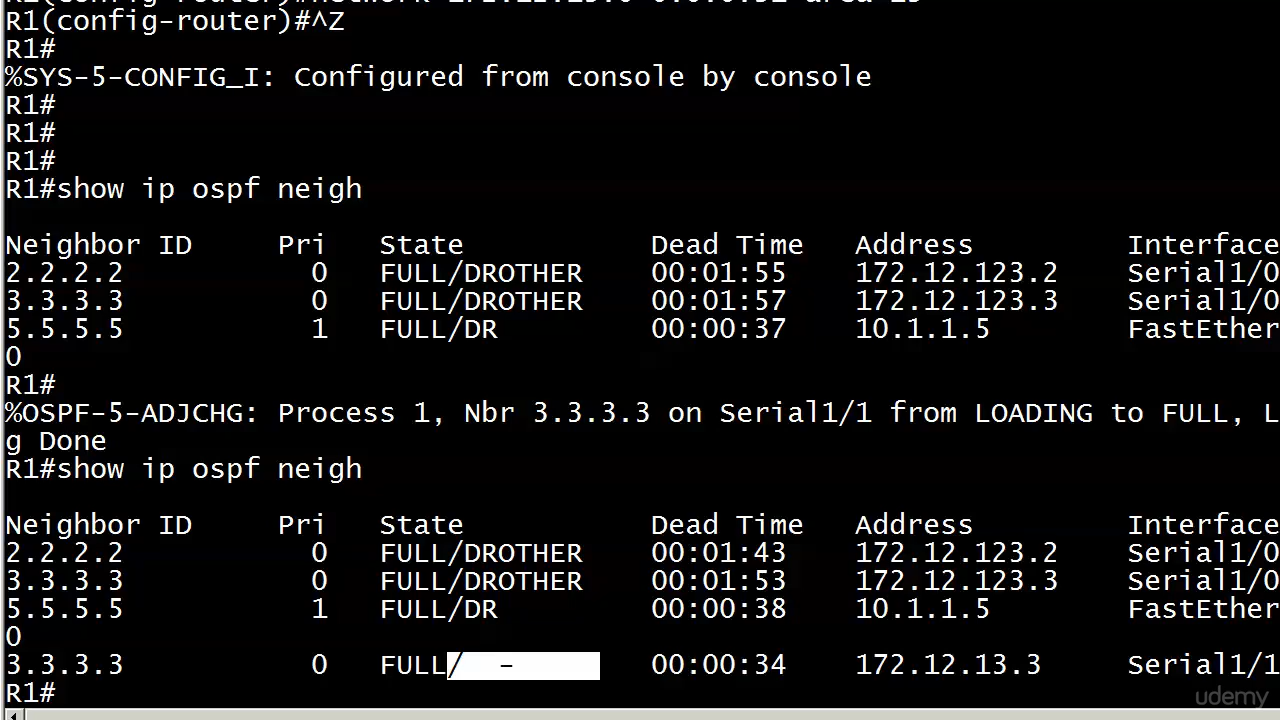 R1(config-router)#^Z
R1#
%SYS-5-CONFIG_I: Configured from console by console
R1#
R1#
R1#
R1#show ip ospf neigh
Neighbor ID Pri State Dead Time Address Interface
2.2.2.2 0 FULL/DROTHER 00:01:55 172.12.123.2 Serial1/0
3.3.3.3 0 FULL/DROTHER 00:01:57 172.12.123.3 Serial1/0
5.5.5.5 1 FULL/DR 00:00:37 10.1.1.5 FastEther
0
R1#
%OSPF-5-ADJCHG: Process 1, Nbr 3.3.3.3 on Serial1/1 from LOADING to FULL, L
g Done
R1#show ip ospf neigh
Neighbor ID Pri State Dead Time Address Interface
2.2.2.2 0 FULL/DROTHER 00:01:43 172.12.123.2 Serial1/0
3.3.3.3 0 FULL/DROTHER 00:01:53 172.12.123.3 Serial1/0
5.5.5.5 1 FULL/DR 00:00:38 10.1.1.5 FastEther
0
3.3.3.3 0 FULL/ - 00:00:34 172.12.13.3 Serial1/1
R1#
udemy